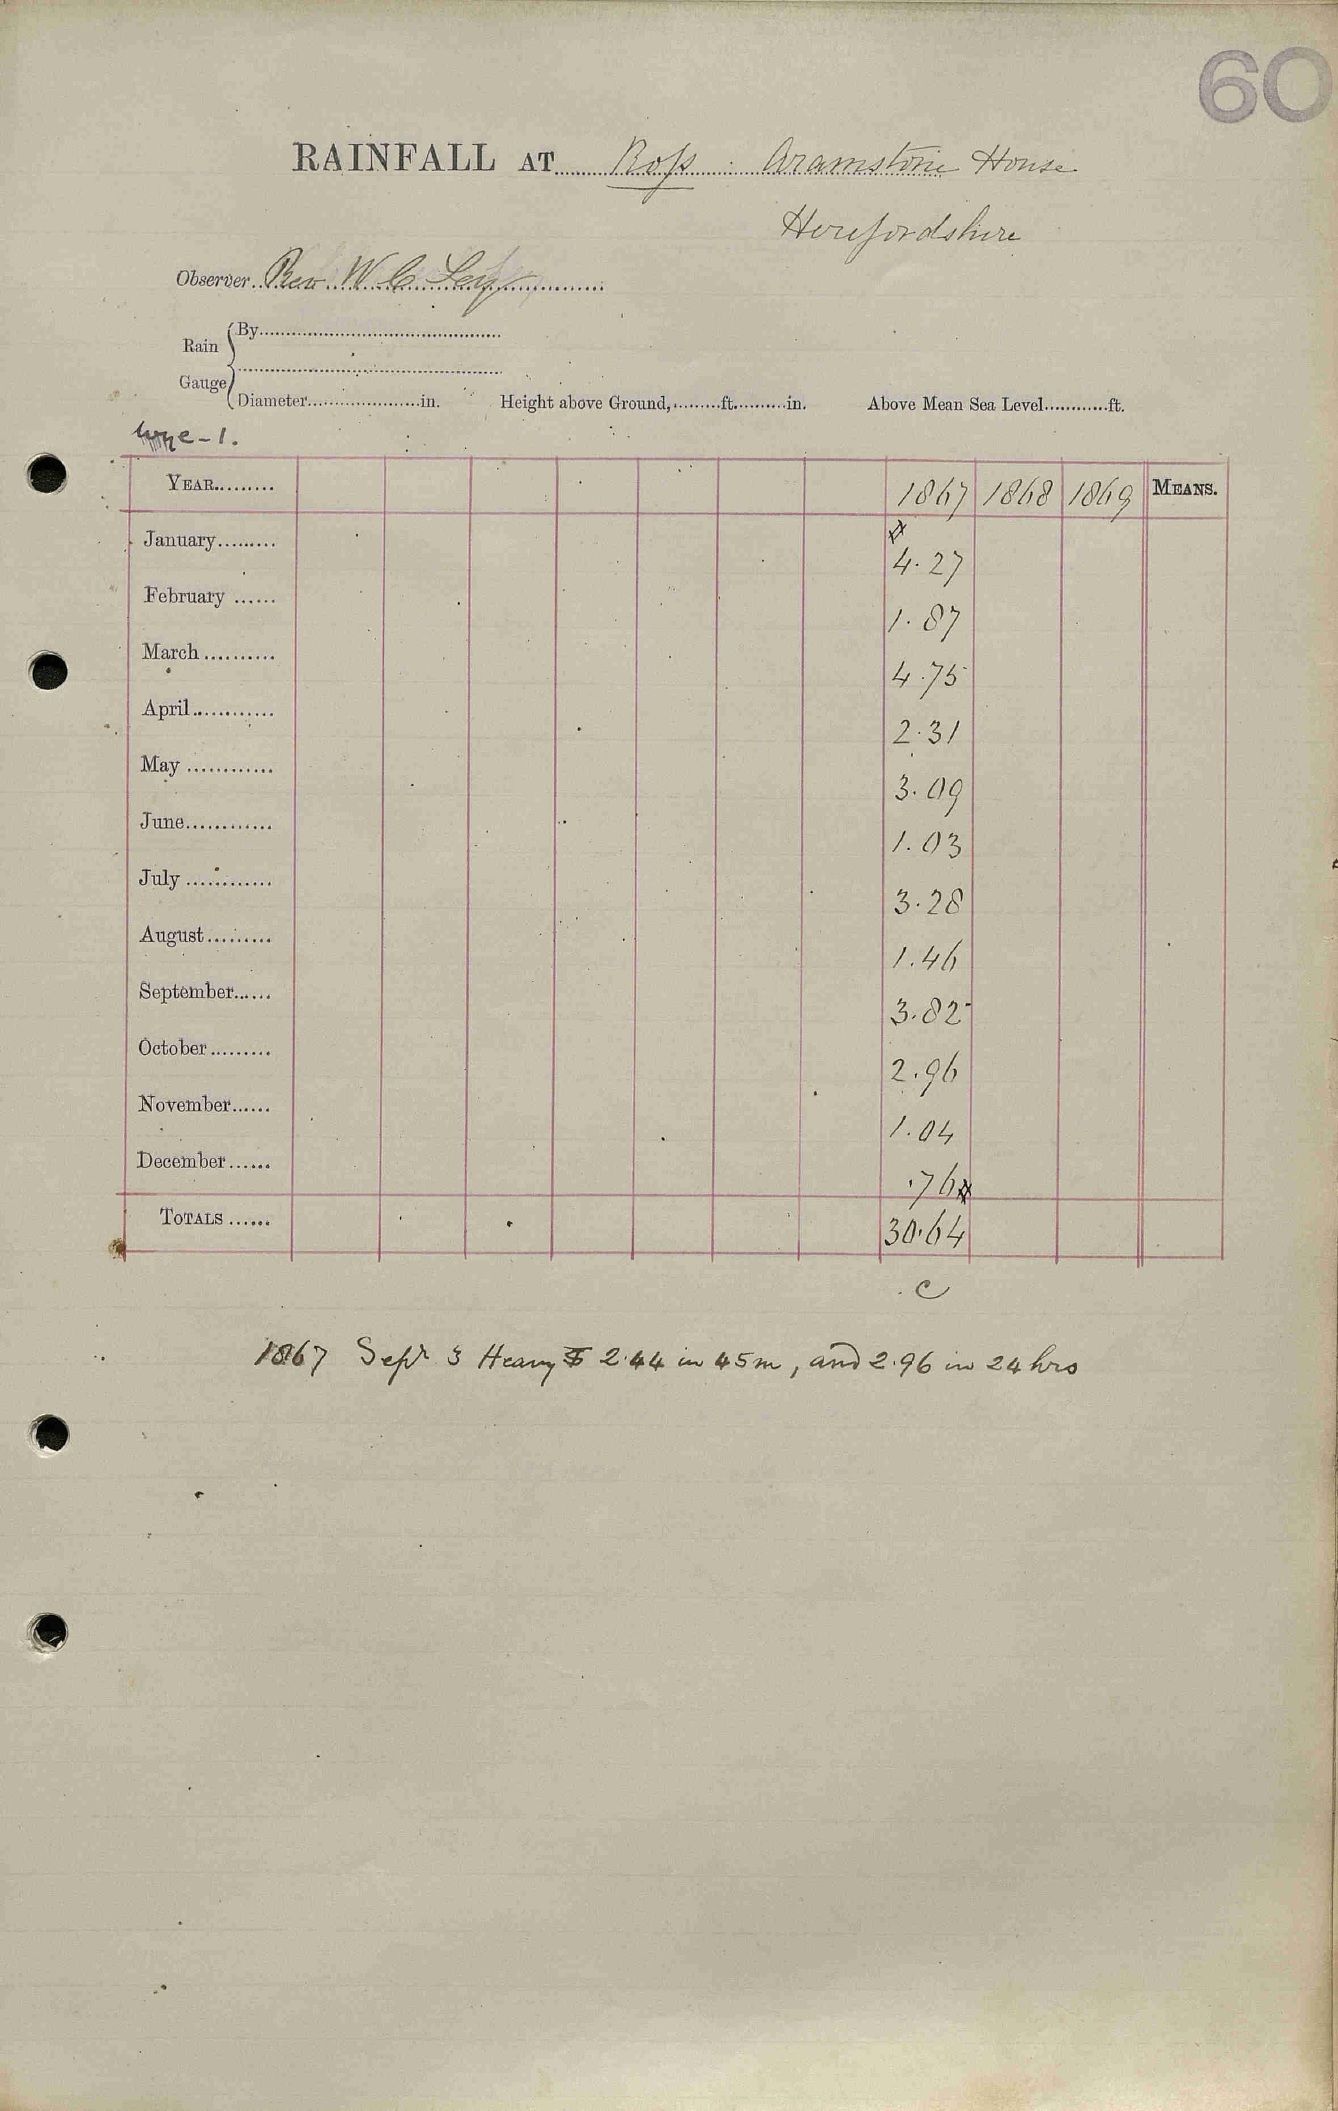 60
RAINFALL AT Ross. Aramstone House
Herefordshire
Observer Rev. W C Ley
Rain Gauge
By
Diameter in. Height above Ground, ft. in. Above Mean Sea Level ft.
Wye-1.
YEAR 1867 1868 1869 MEANS.
January 4.27
February 1.87
March 4.75
April 2.31
May 3.09
June 1.03
July 3.28
August 1.46
September 3.82
October 2.96
November 1.04
December .76
TOTALS 30.64
C
1867 Sept 3 Heavy 2.44 in 45m, and 2.96 in 24 hrs